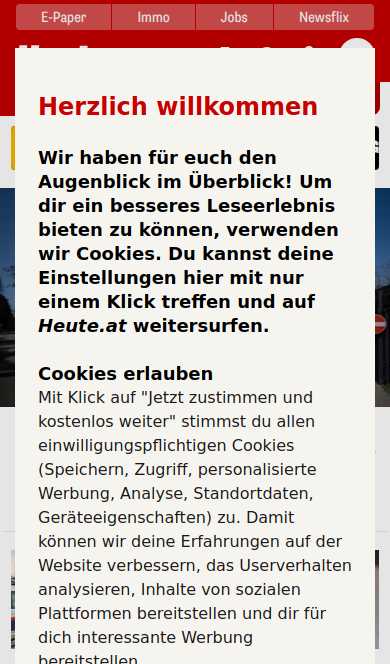 E-Paper
Immo
Jobs
Newsflix
Herzlich willkommen
Wir haben für euch den
Augenblick im Überblick! Um
dir ein besseres Leseerlebnis
bieten zu können, verwenden
wir Cookies. Du kannst deine
Einstellungen hier mit nur
einem Klick treffen und auf
Heute.at weitersurfen.
Cookies erlauben
Mit Klick auf "Jetzt zustimmen und
kostenlos weiter" stimmst du allen
einwilligungspflichtigen Cookies
(Speichern, Zugriff, personalisierte
Werbung, Analyse, Standortdaten,
Geräteeigenschaften) zu. Damit
können wir deine Erfahrungen auf der
Website verbessern, das Userverhalten
analysieren, Inhalte von sozialen
Plattformen bereitstellen und dir für
dich interessante Werbung
bereitstellen